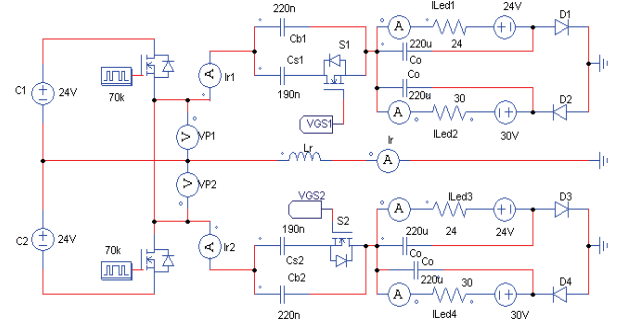 220n
Cb1
Cs1
190n
S1
VGS1
ILed1
24V
D1
A
220u
24
Co
Co
220u
30
D2
A
ILed2
30V
C1
24V
70k
A
Ir1
V
VP1
V
VP2
Lr
Ir
A
C2
24V
70k
A
Ir2
VGS2
S2
190n
Cs2
Cb2
220n
A
ILed3
D3
220u
24
24V
Co
Co
220u
30
D4
A
ILed4
30V